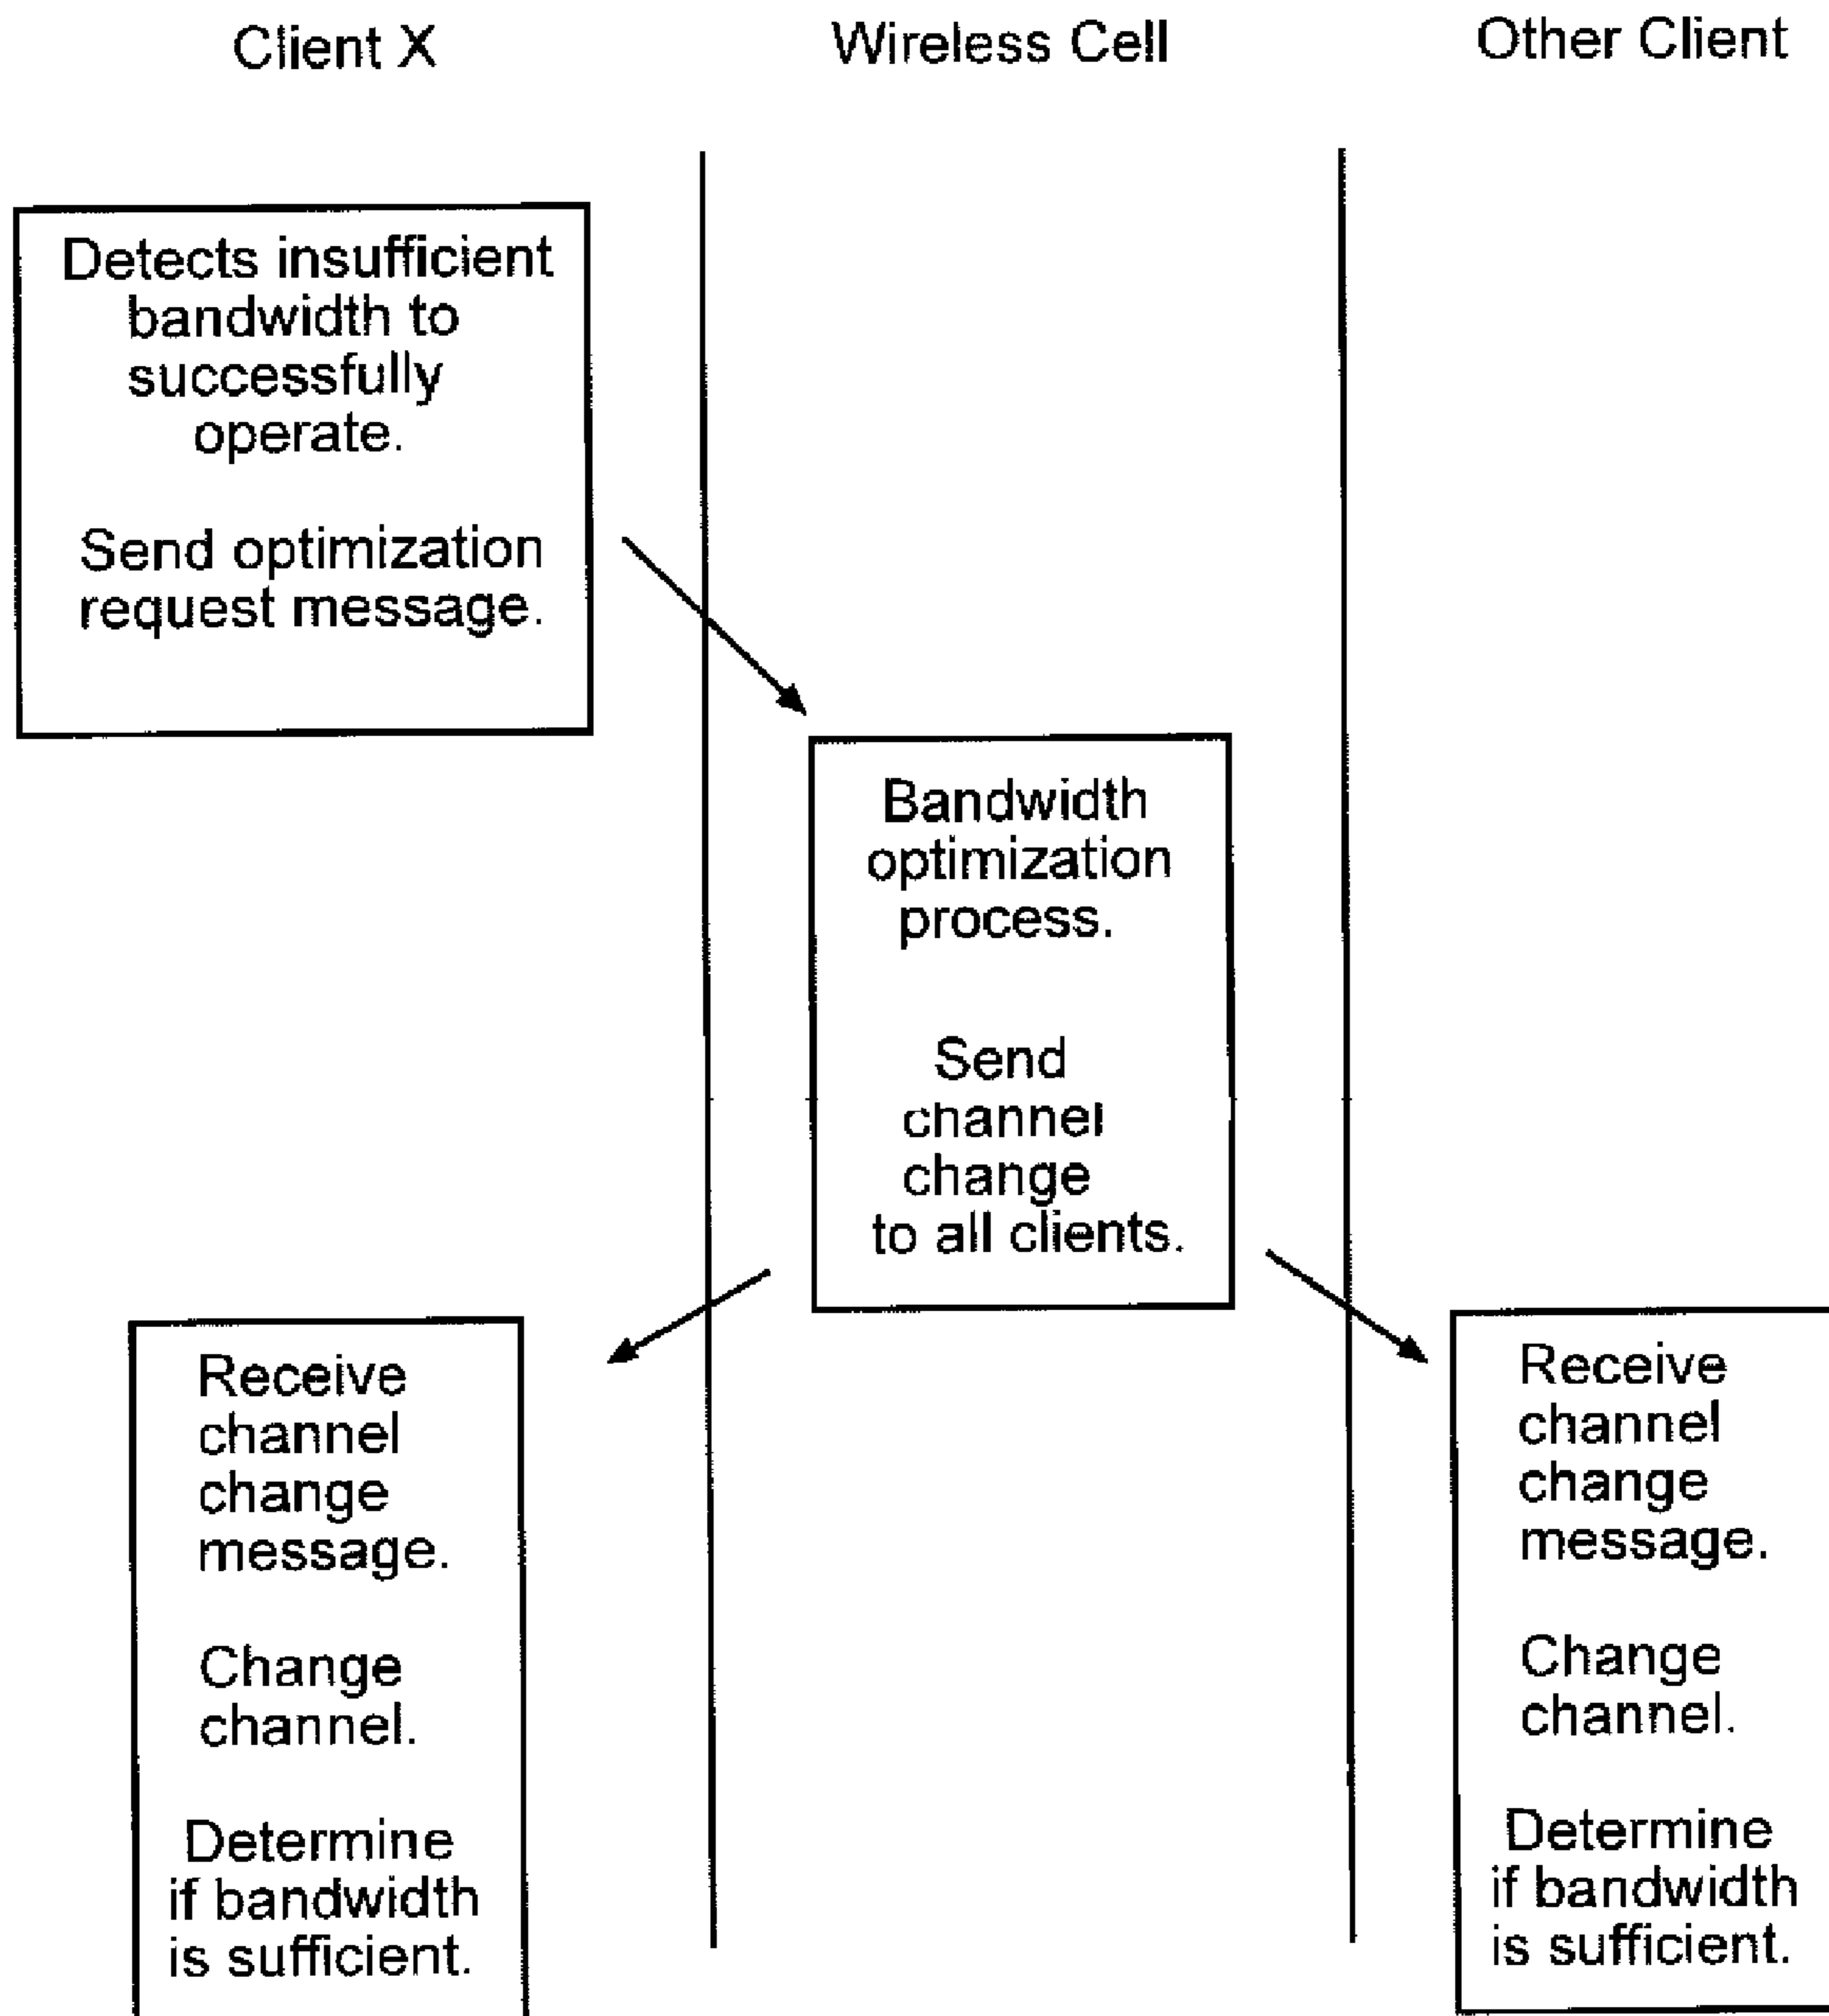 Client X
Wireless Cell
Other Client
Detects insufficient
bandwidth to
successfully
operate.
Send optimization
request message.
Bandwidth
optimization
process.
Send
channel
change
to all clients.
Receive
channel
change
message.
Change
channel.
Determine
if bandwidth
is sufficient.
Receive
channel
change
message.
Change
channel.
Determine
if bandwidth
is sufficient.